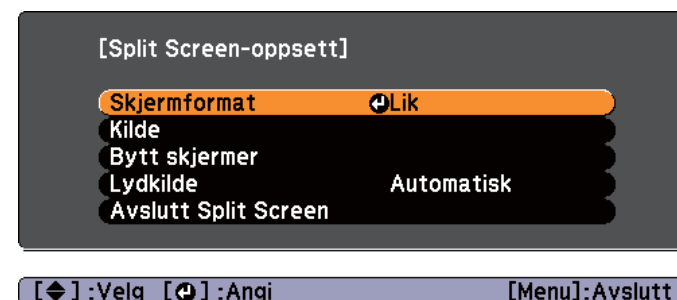 [Split Screen-oppsett]
Skjermformat Lik
Kilde
Bytt skjermer
Lydkilde Automatisk
Avslutt Split Screen
[◆]:Velg [⏎]:Angi [Menu]:Avslutt